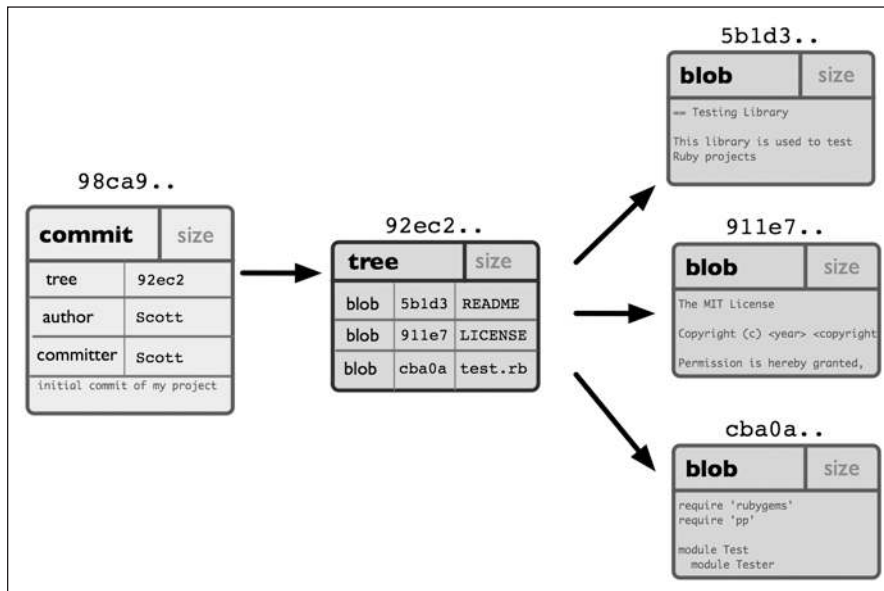 98ca9..
commit size
tree 92ec2
author Scott
committer Scott
initial commit of my project
92ec2..
tree size
blob 5b1d3 README
blob 911e7 LICENSE
blob cba0a test.rb
5b1d3..
blob size
== Testing Library
This library is used to test
Ruby projects
911e7..
blob size
The MIT License
Copyright (c) <year> <copyright
Permission is hereby granted,
cba0a..
blob size
require 'rubygems'
require 'pp'
module Test
module Tester